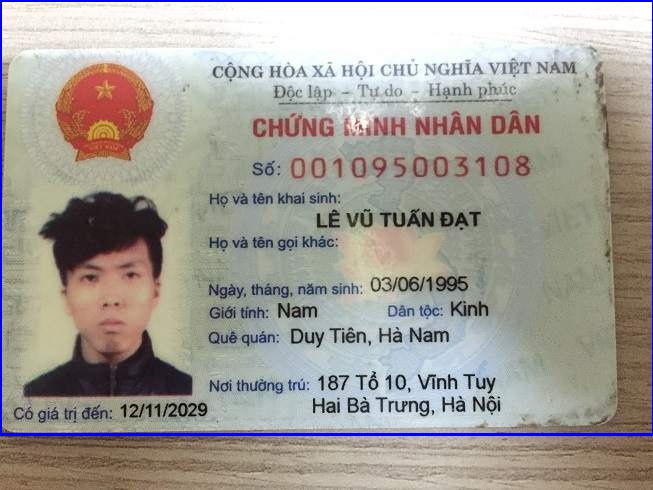 CỘNG HÒA XÃ HỘI CHỦ NGHĨA VIỆT NAM
Độc lập - Tự do - Hạnh phúc
CHỨNG MINH NHÂN DÂN
Số: 001095003108
Họ và tên khai sinh:
LÊ VŨ TUẤN ĐẠT
Họ và tên gọi khác:
Ngày, tháng, năm sinh: 03/06/1995
Giới tính: Nam Dân tộc: Kinh
Quê quán: Duy Tiên, Hà Nam
Nơi thường trú: 187 Tổ 10, Vĩnh Tuy
Hai Bà Trưng, Hà Nội
Có giá trị đến: 12/11/2029